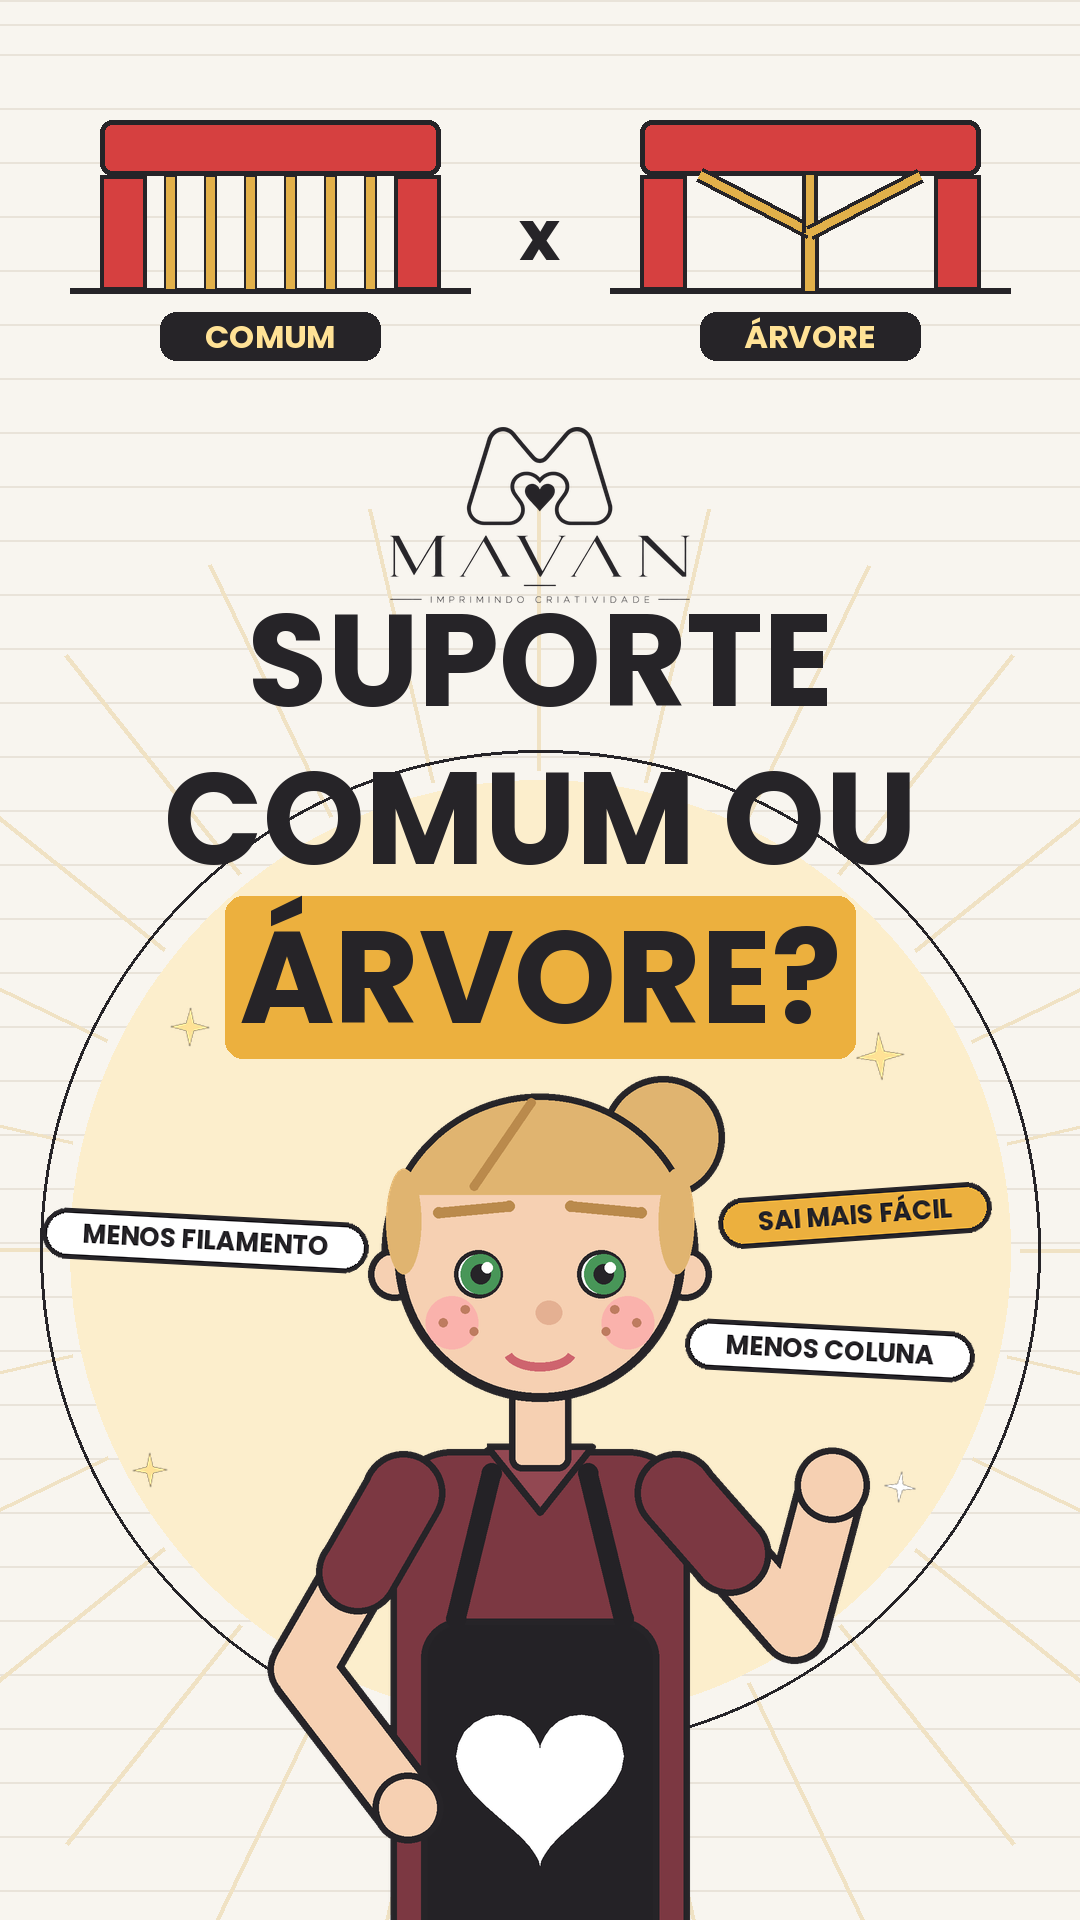 COMUM
X
ÁRVORE
MAVAN
IMPRIMINDO CRIATIVIDADE
SUPORTE
COMUM OU
ÁRVORE?
MENOS FILAMENTO
SAI MAIS FÁCIL
MENOS COLUNA